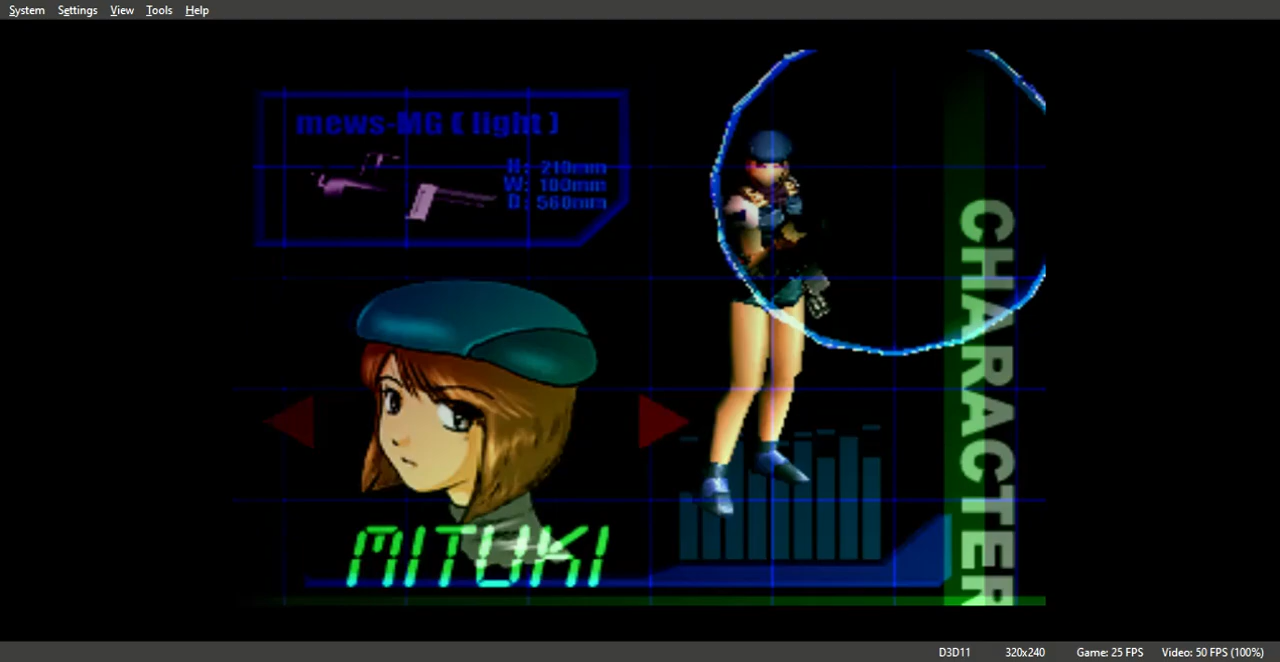 System Settings View Tools Help
mews-MG ( light )
H: 210mm
W: 100mm
D: 560mm
CHARACTER
MITUKI
D3D11 320x240 Game: 25 FPS Video: 50 FPS (100%)